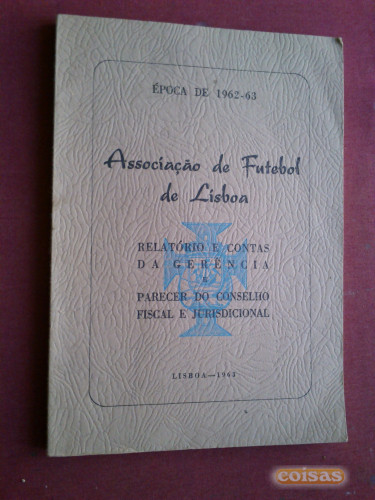 ÉPOCA DE 1962-63
Associação de Futebol
de Lisboa
RELATÓRIO E CONTAS
DA GERÊNCIA
E
PARECER DO CONSELHO
FISCAL E JURISDICIONAL
LISBOA—1963
coisas